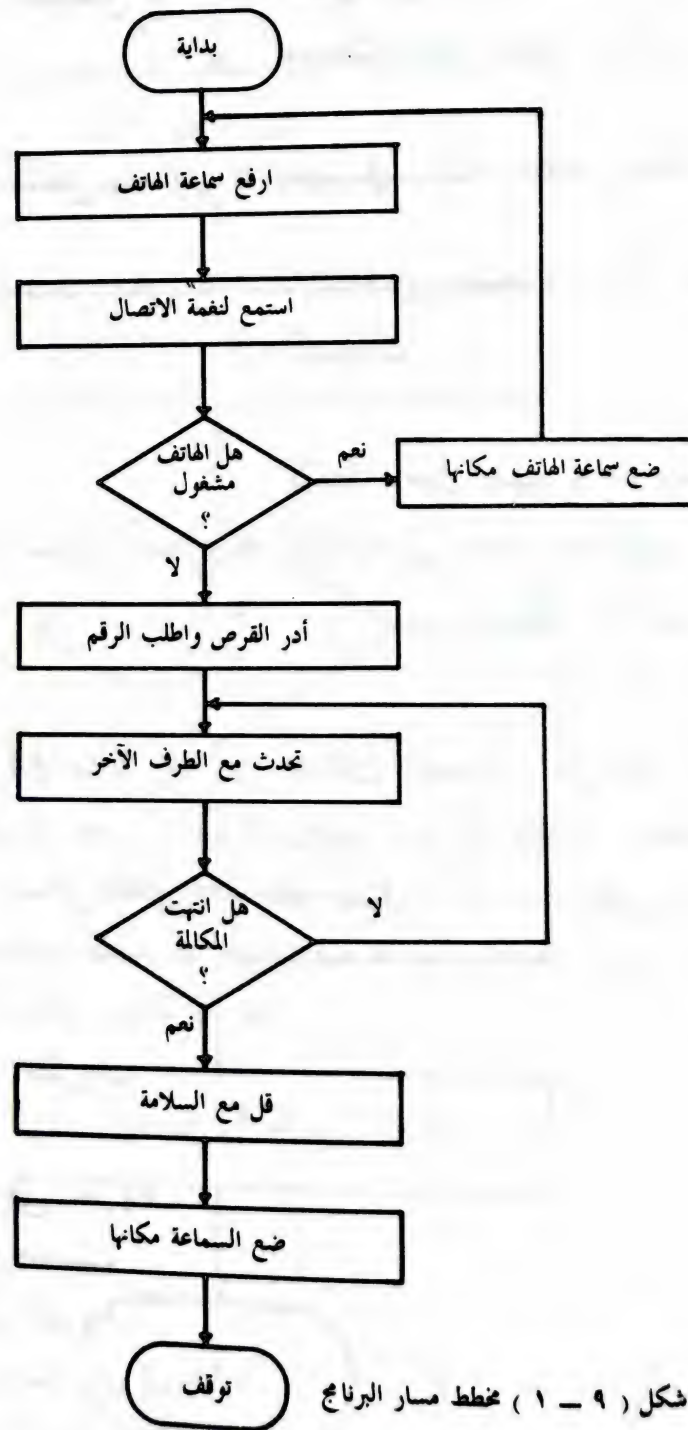 بداية
ارفع سماعة الهاتف
استمع لنغمة الاتصال
هل الهاتف
مشغول
؟
نعم
ضع سماعة الهاتف مكانها
لا
أدر القرص واطلب الرقم
تحدث مع الطرف الآخر
هل انتهت
المكالمة
؟
لا
نعم
قل مع السلامة
ضع السماعة مكانها
توقف
شكل ( ٩ ــ ١ ) مخطط مسار البرنامج